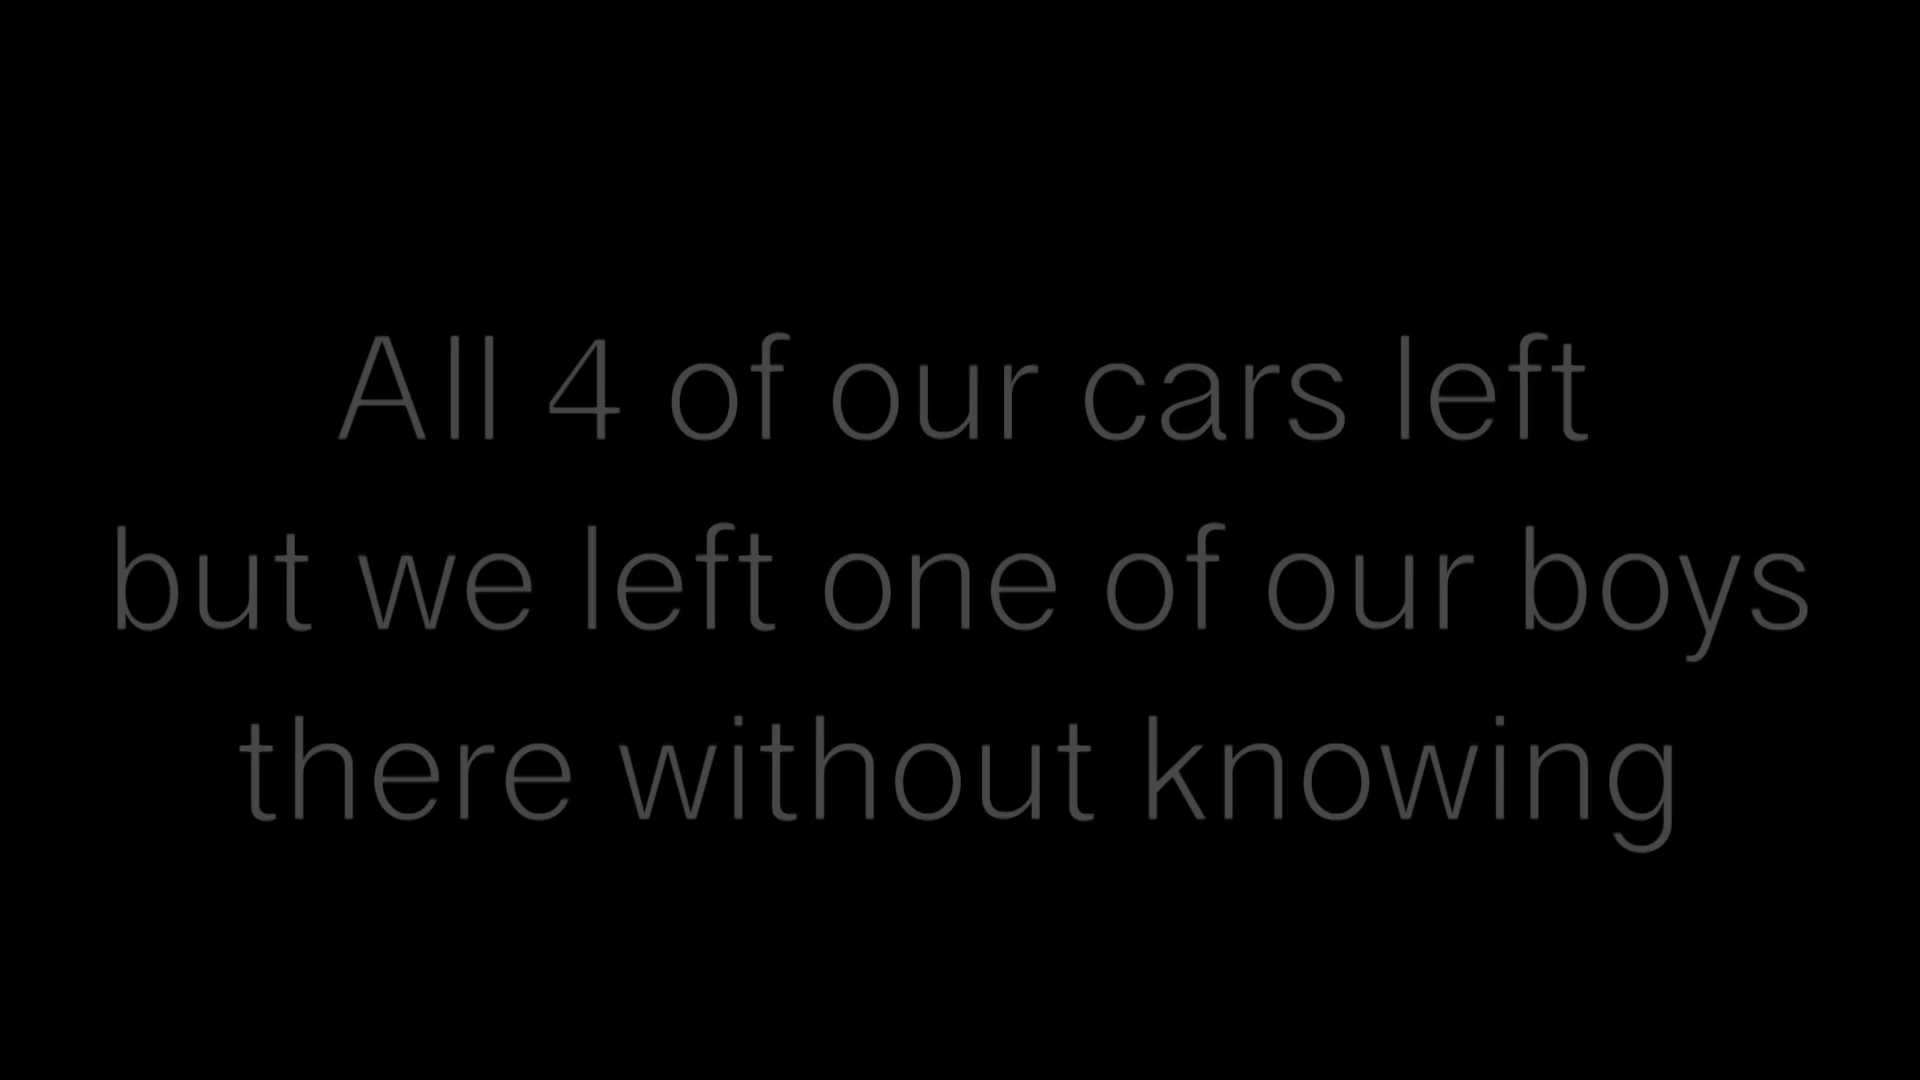 All 4 of our cars left
but we left one of our boys
there without knowing